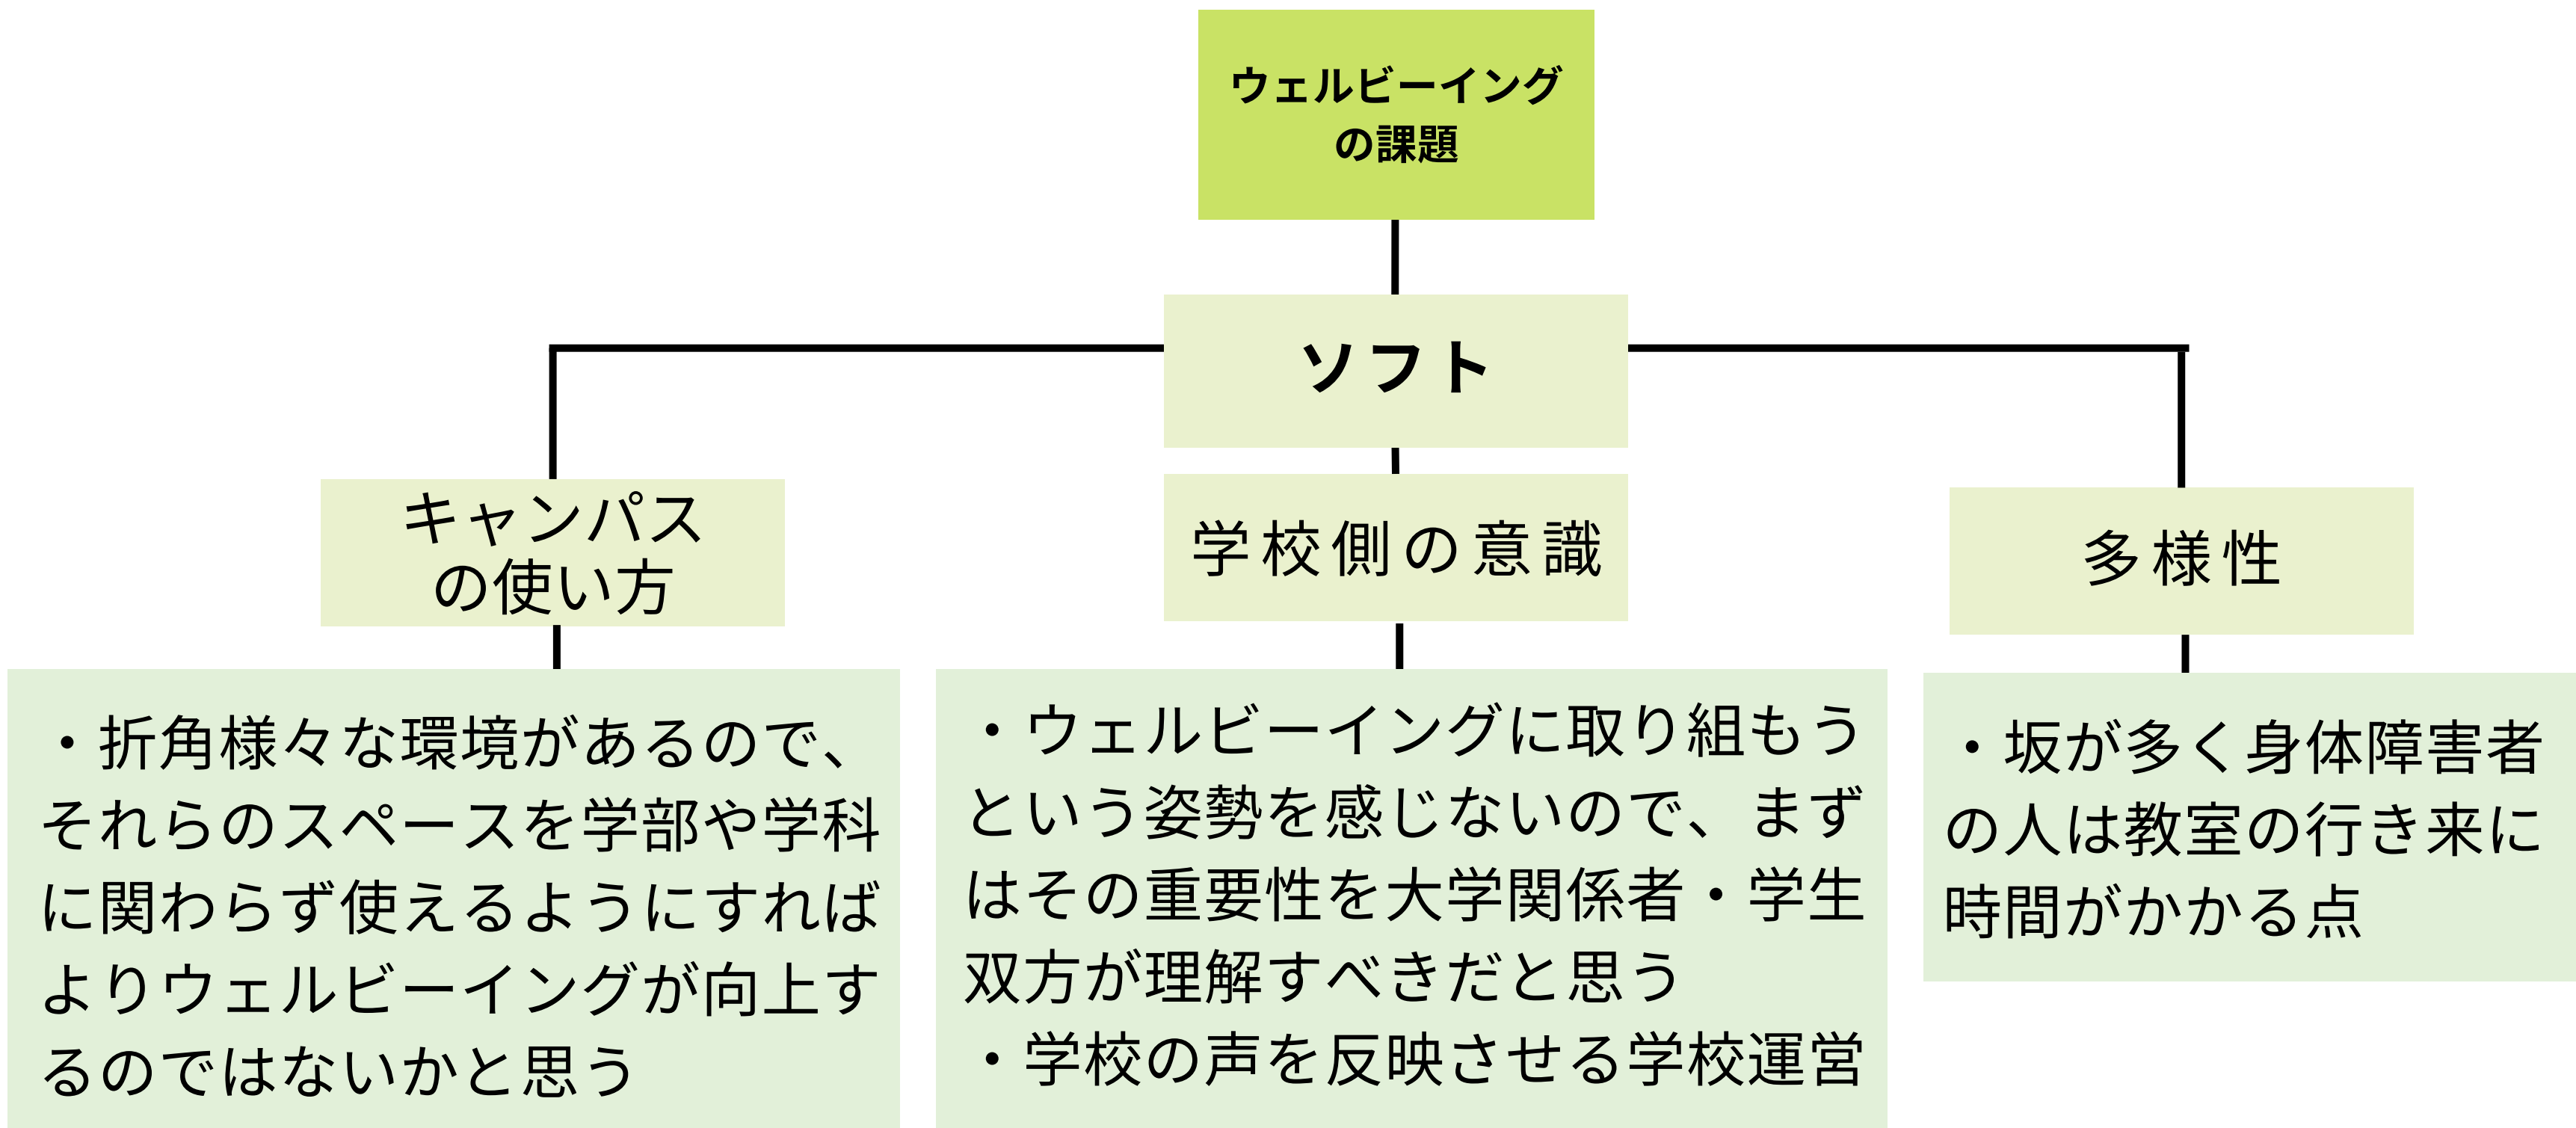 ウェルビーイング
の課題
ソフト
キャンパス
の使い方
学校側の意識
多様性
・折角様々な環境があるので、
それらのスペースを学部や学科
に関わらず使えるようにすれば
よりウェルビーイングが向上す
るのではないかと思う
・ウェルビーイングに取り組もう
という姿勢を感じないので、まず
はその重要性を大学関係者・学生
双方が理解すべきだと思う
・学校の声を反映させる学校運営
・坂が多く身体障害者
の人は教室の行き来に
時間がかかる点